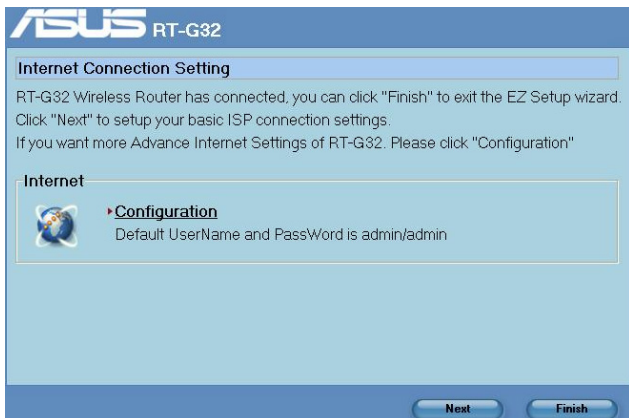 ASUS RT-G32
Internet Connection Setting
RT-G32 Wireless Router has connected, you can click "Finish" to exit the EZ Setup wizard.
Click "Next" to setup your basic ISP connection settings.
If you want more Advance Internet Settings of RT-G32. Please click "Configuration"
Internet
Configuration
Default UserName and PassWord is admin/admin
Next Finish